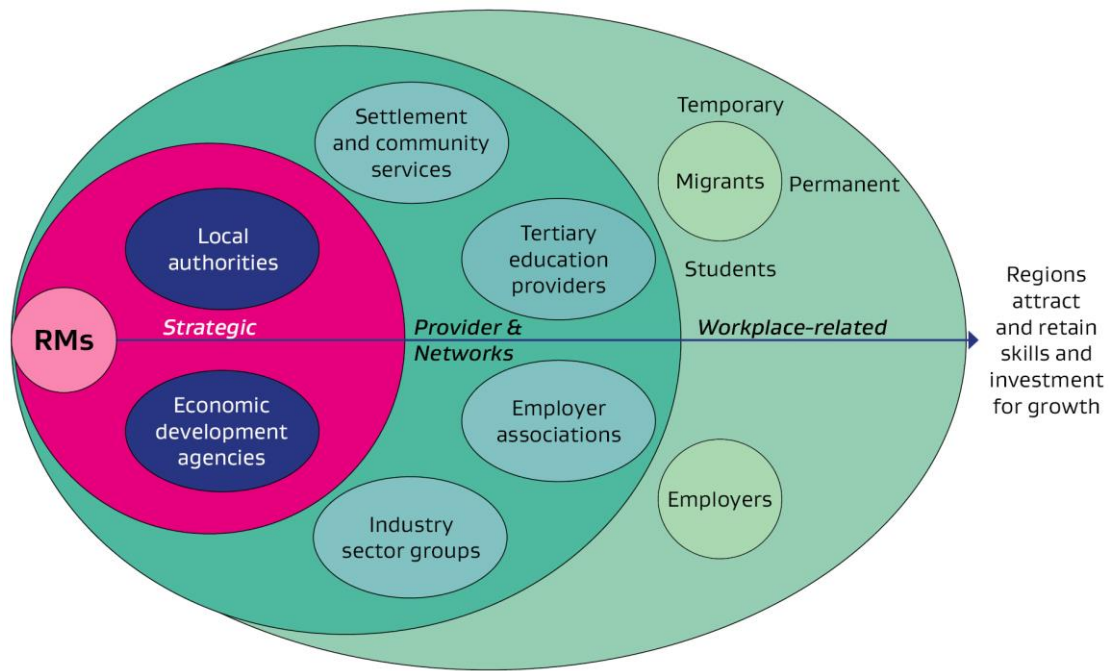 Settlement
and community
services
Temporary
Migrants
Permanent
Local
authorities
Tertiary
education
providers
Students
RMs
Strategic
Provider &
Networks
Workplace-related
Regions
attract
and retain
skills and
investment
for growth
Economic
development
agencies
Employer
associations
Industry
sector groups
Employers